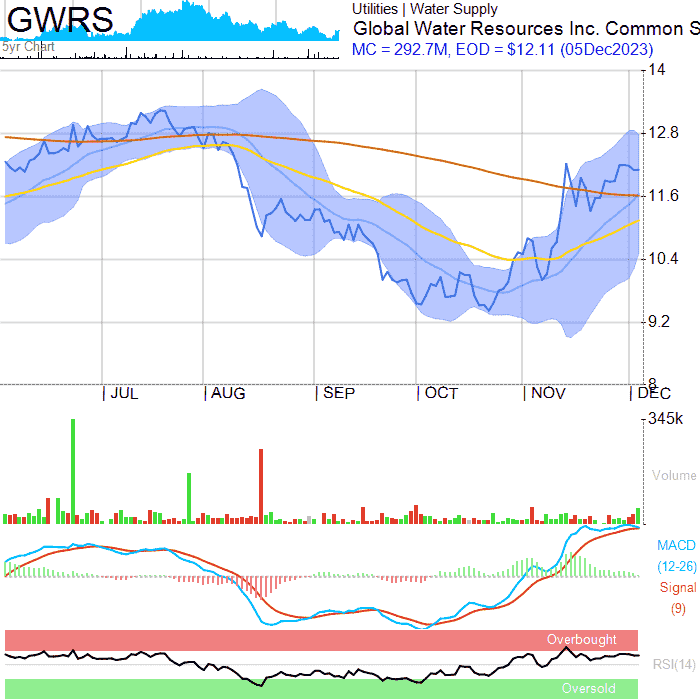 GWRS
5yr Chart
Utilities | Water Supply
Global Water Resources Inc. Common S
MC = 292.7M, EOD = $12.11 (05Dec2023)
14
12.8
11.6
10.4
9.2
8
JUL AUG SEP OCT NOV DEC
345k
Volume
MACD
(12-26)
Signal
(9)
Overbought
RSI(14)
Oversold